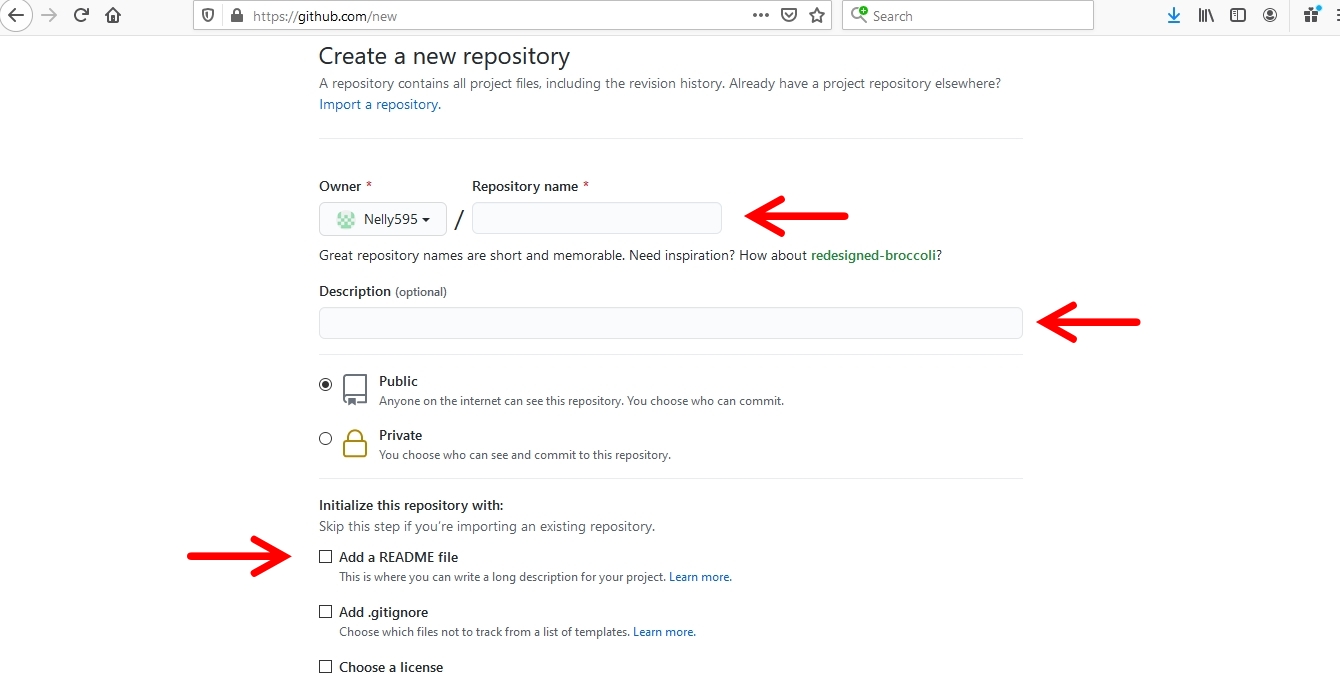 https://github.com/new
Search
Create a new repository
A repository contains all project files, including the revision history. Already have a project repository elsewhere?
Import a repository.
Owner *
Repository name *
Nelly595
/
Great repository names are short and memorable. Need inspiration? How about redesigned-broccoli?
Description (optional)
Public
Anyone on the internet can see this repository. You choose who can commit.
Private
You choose who can see and commit to this repository.
Initialize this repository with:
Skip this step if you’re importing an existing repository.
Add a README file
This is where you can write a long description for your project. Learn more.
Add .gitignore
Choose which files not to track from a list of templates. Learn more.
Choose a license